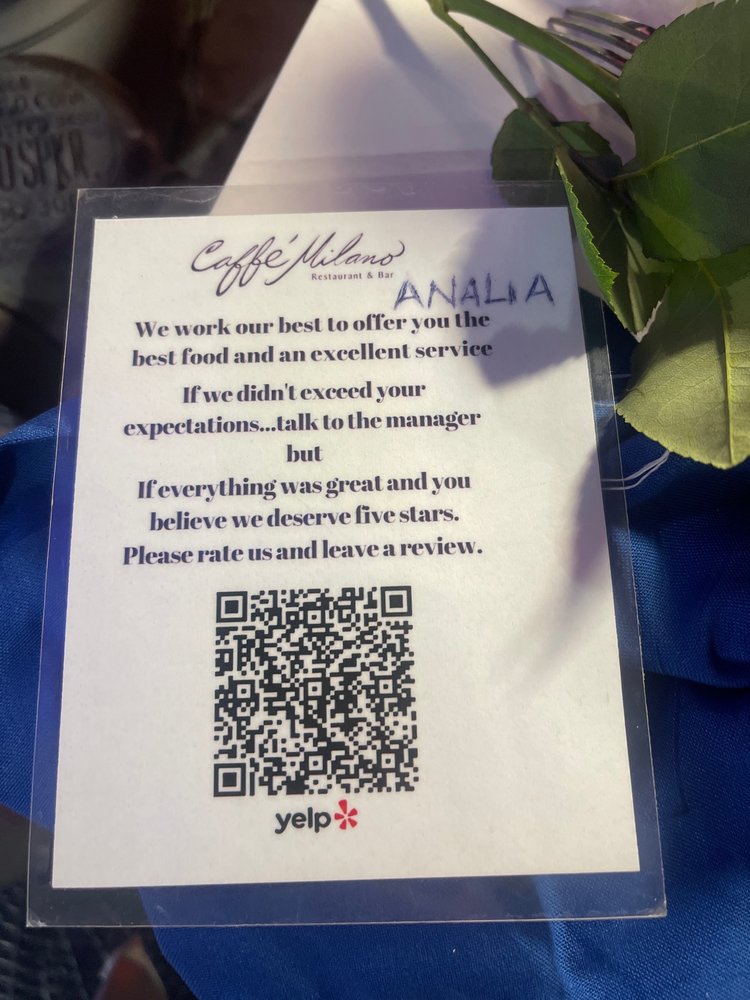 Caffé Milano
Restaurant & Bar
ANALIA
We work our best to offer you the
best food and an excellent service
If we didn't exceed your
expectations...talk to the manager
but
If everything was great and you
believe we deserve five stars.
Please rate us and leave a review.
yelp